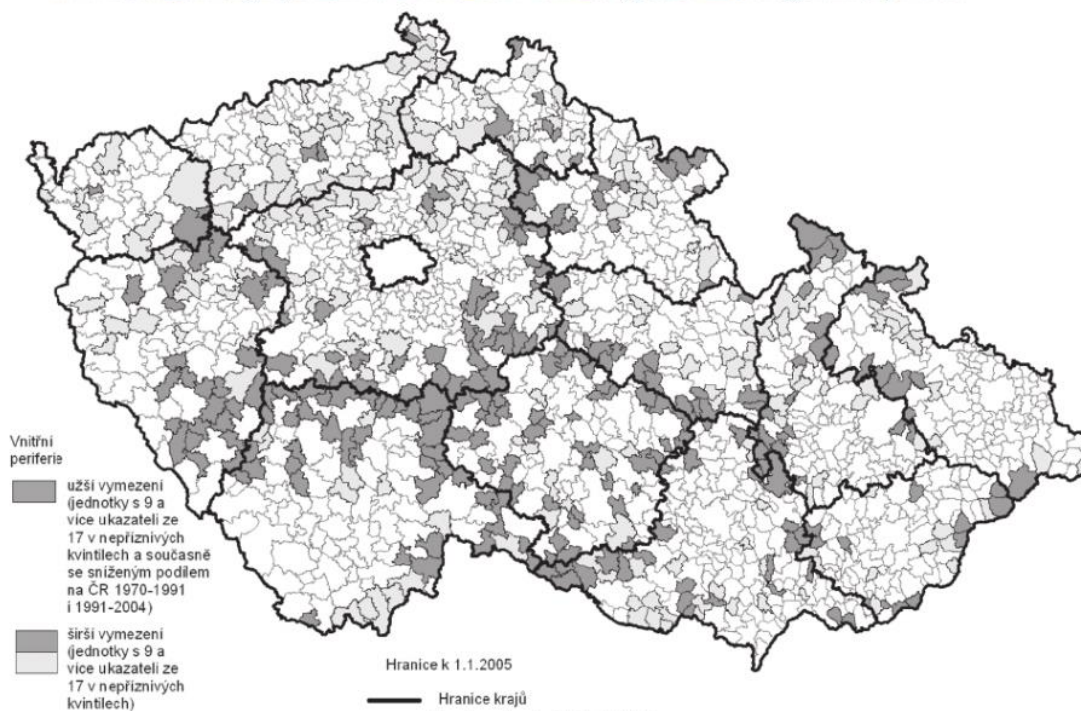 Vnitřní
periferie
užší vymezení
(jednotky s 9 a
více ukazateli ze
17 v nepříznivých
kvintilech a současně
se sníženým podílem
na ČR 1970-1991
i 1991-2004)
širší vymezení
(jednotky s 9 a
více ukazateli ze
17 v nepříznivých
kvintilech)
Hranice k 1.1.2005
Hranice krajů